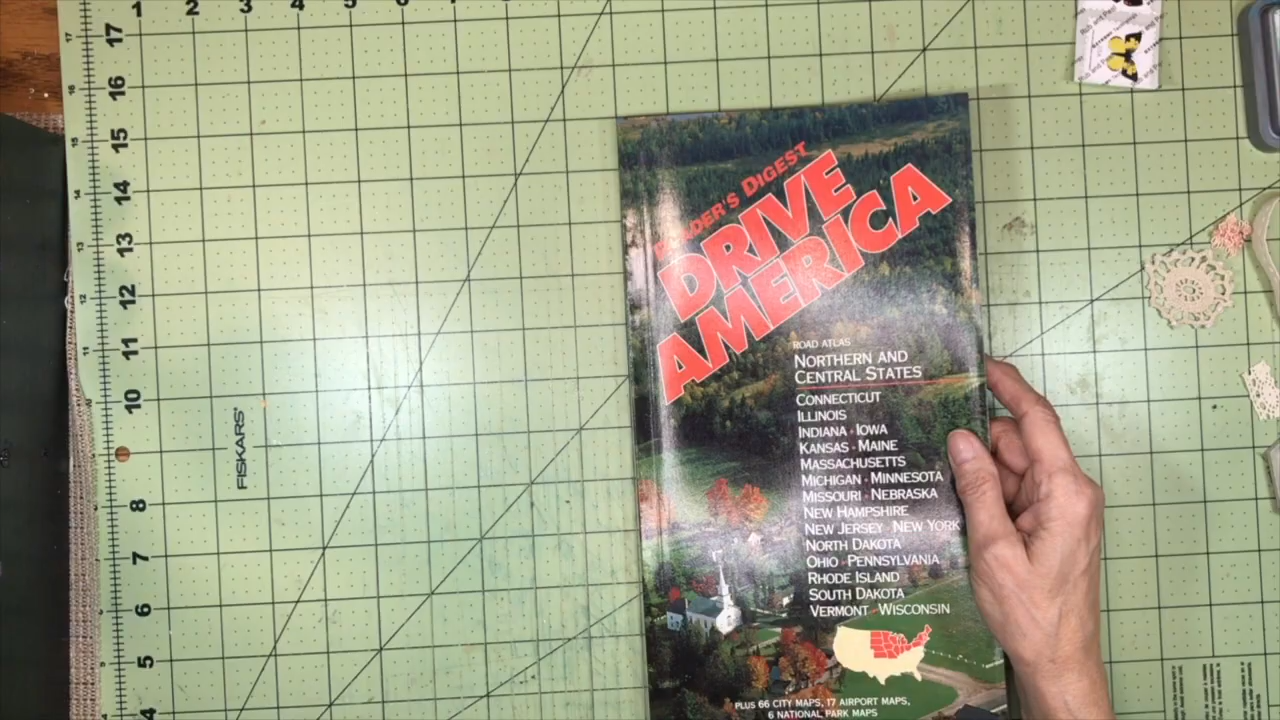 READER'S DIGEST
DRIVE
AMERICA
ROAD ATLAS
NORTHERN AND
CENTRAL STATES
CONNECTICUT
ILLINOIS
INDIANA • IOWA
KANSAS • MAINE
MASSACHUSETTS
MICHIGAN • MINNESOTA
MISSOURI • NEBRASKA
NEW HAMPSHIRE
NEW JERSEY • NEW YORK
NORTH DAKOTA
OHIO • PENNSYLVANIA
RHODE ISLAND
SOUTH DAKOTA
VERMONT • WISCONSIN
PLUS 66 CITY MAPS, 17 AIRPORT MAPS,
6 NATIONAL PARK MAPS
FISKARS
1 2 3 4 5 6
17
16
15
14
13
12
11
10
8
7
6
5
4